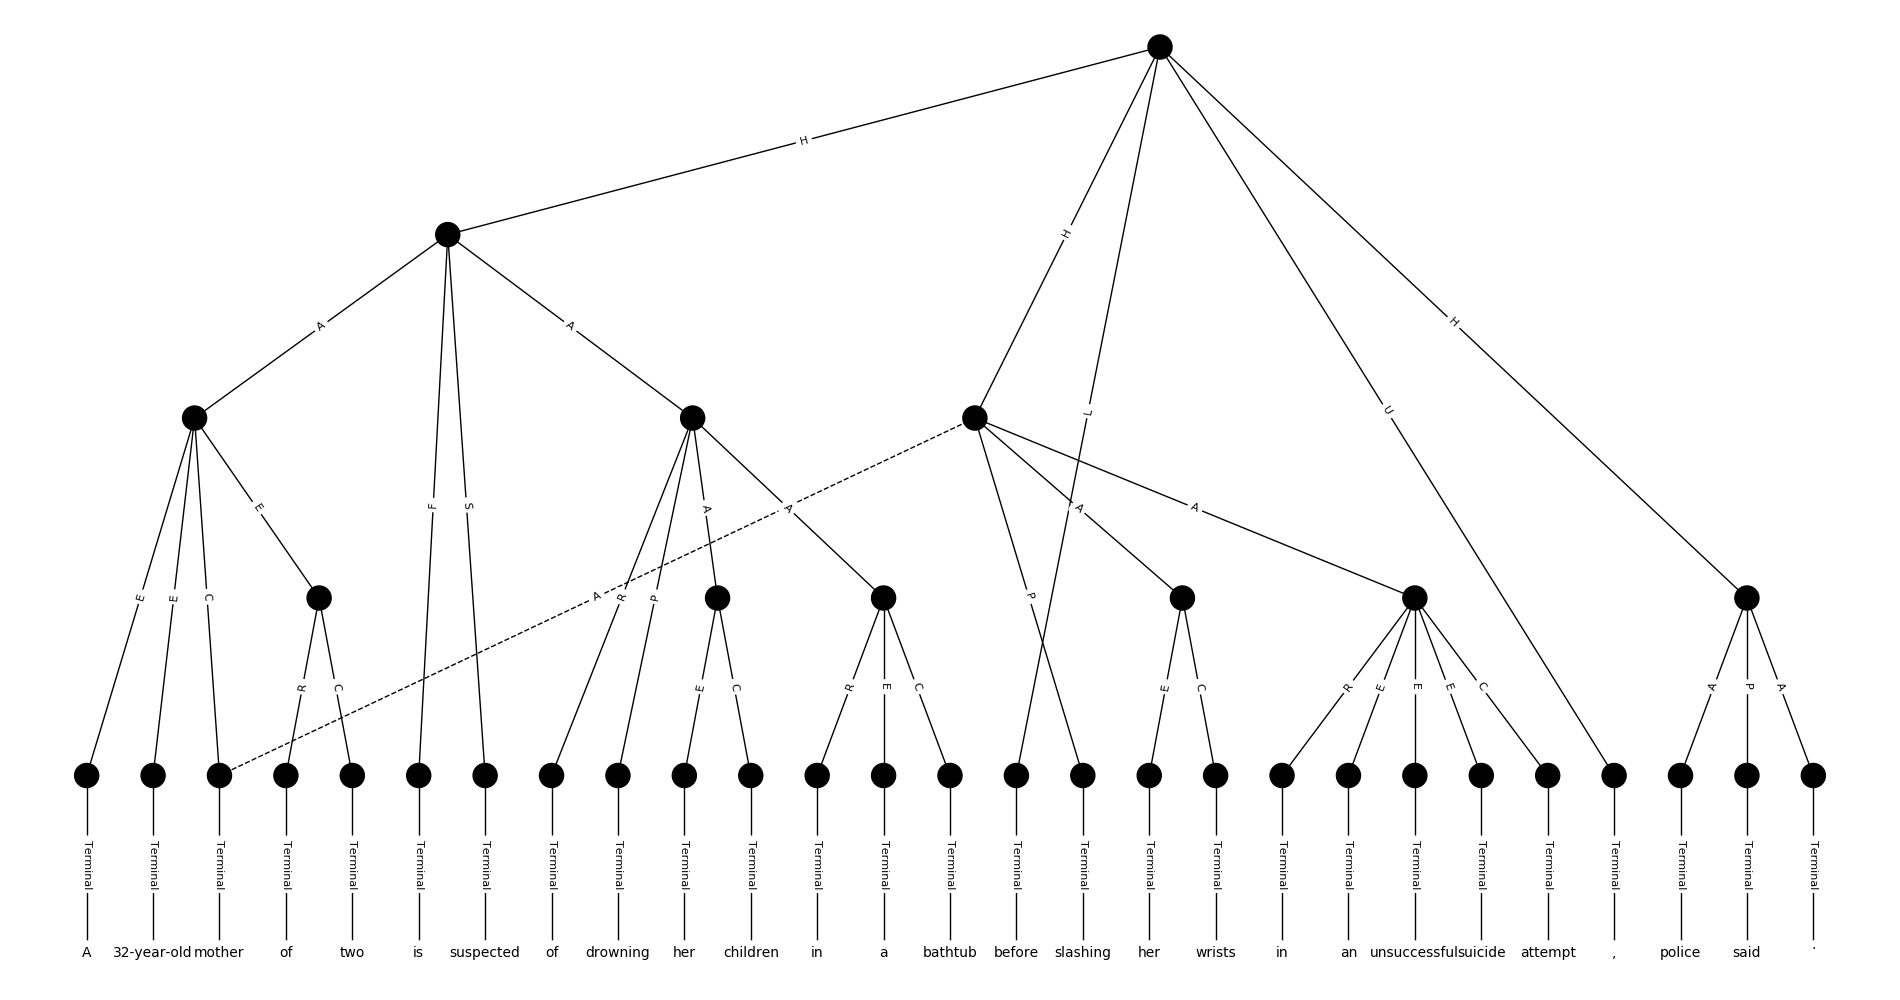 H
H
H
A
A
L
U
E
F
S
A
A
A
A
E
E
C
A
R
P
P
R
C
E
C
R
E
C
E
C
R
E
E
E
C
A
P
A
Terminal Terminal Terminal Terminal Terminal Terminal Terminal Terminal Terminal Terminal Terminal Terminal Terminal Terminal Terminal Terminal Terminal Terminal Terminal Terminal Terminal Terminal Terminal Terminal Terminal Terminal Terminal
A 32-year-old mother of two is suspected of drowning her children in a bathtub before slashing her wrists in an unsuccessful suicide attempt , police said .